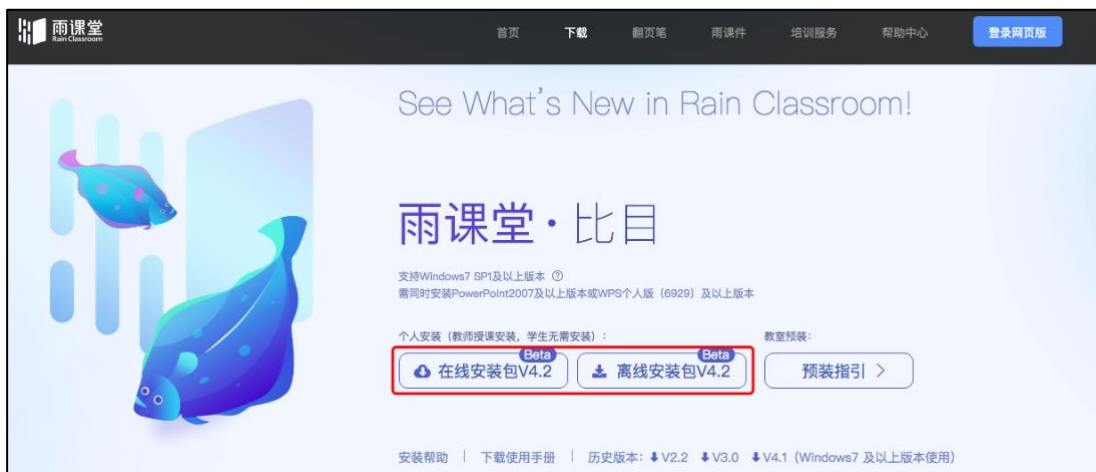 雨课堂
Rain Classroom
首页 下载 翻页笔 雨课件 培训服务 帮助中心 登录网页版
See What's New in Rain Classroom!
雨课堂·比目
支持Windows7 SP1及以上版本 ?
需同时安装PowerPoint2007及以上版本或WPS个人版（6929）及以上版本
个人安装（教师授课安装，学生无需安装）： 教室预装：
Beta Beta
在线安装包V4.2 离线安装包V4.2 预装指引 >
安装帮助 | 下载使用手册 | 历史版本：V2.2 V3.0 V4.1（Windows7 及以上版本使用）